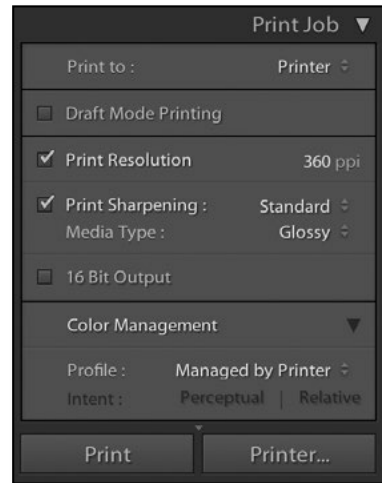 Print Job
Print to : Printer
Draft Mode Printing
Print Resolution 360 ppi
Print Sharpening : Standard
Media Type : Glossy
16 Bit Output
Color Management
Profile : Managed by Printer
Intent : Perceptual | Relative
Print Printer...